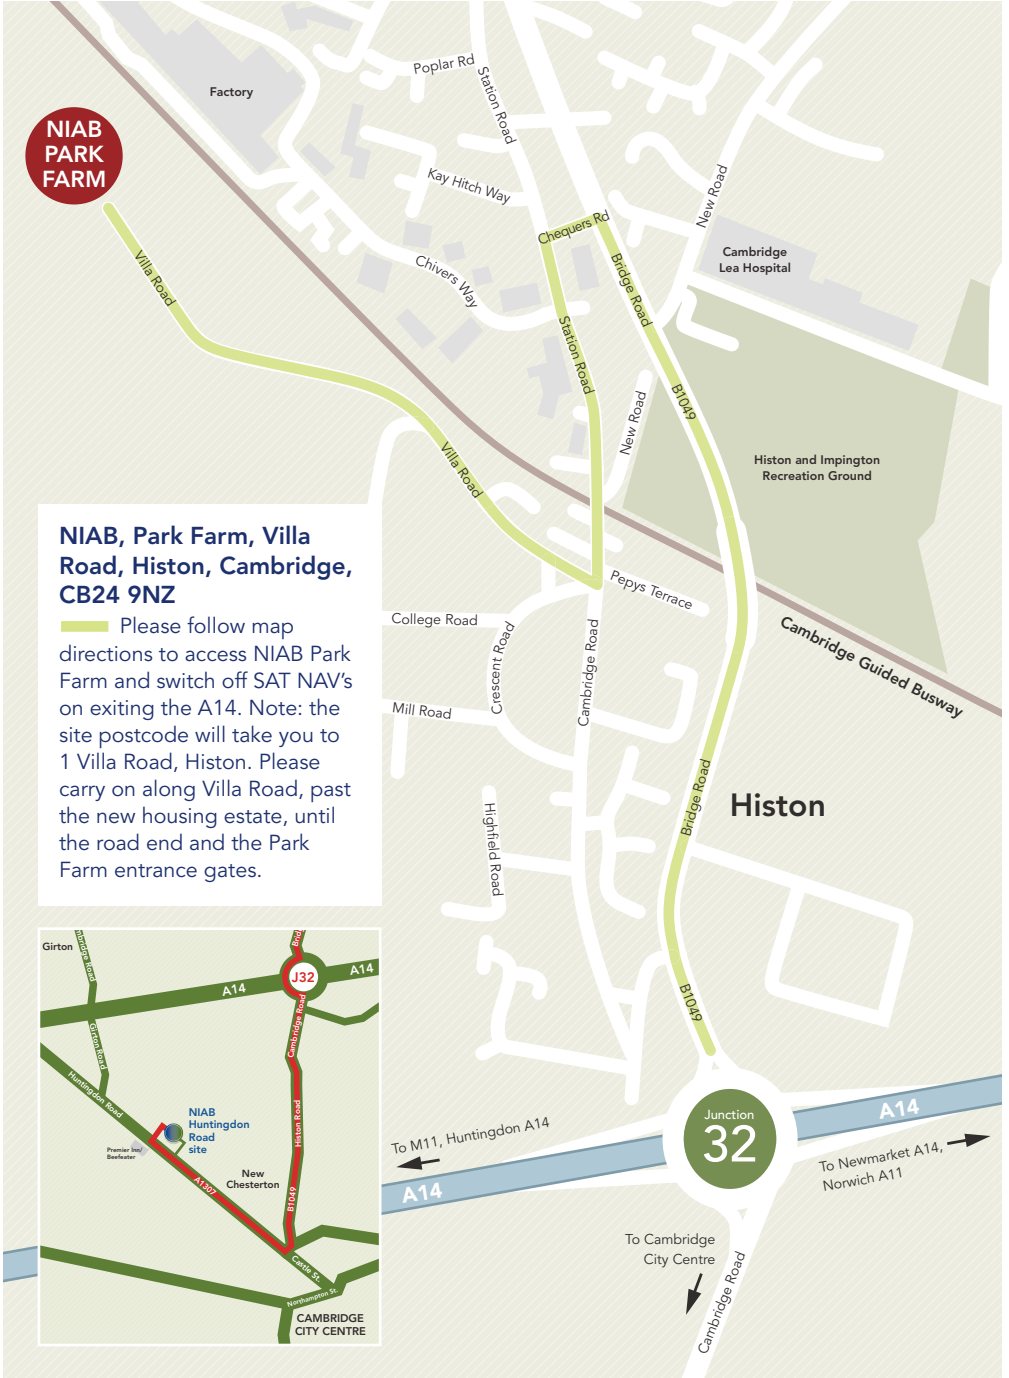 Poplar Rd
Station Road
Factory
NIAB
PARK
FARM
Kay Hitch Way
New Road
Chequers Rd
Cambridge
Lea Hospital
Villa Road
Chivers Way
Bridge Road
Station Road
B1049
New Road
Villa Road
Histon and Impington
Recreation Ground
NIAB, Park Farm, Villa
Road, Histon, Cambridge,
CB24 9NZ
Please follow map
directions to access NIAB Park
Farm and switch off SAT NAV's
on exiting the A14. Note: the
site postcode will take you to
1 Villa Road, Histon. Please
carry on along Villa Road, past
the new housing estate, until
the road end and the Park
Farm entrance gates.
Pepys Terrace
College Road
Crescent Road
Cambridge Road
Cambridge Guided Busway
Mill Road
Bridge Road
Histon
Highfield Road
B1049
Junction
32
A14
To M11, Huntingdon A14
To Newmarket A14,
Norwich A11
A14
To Cambridge
City Centre
Cambridge Road
Girton
A14
J32
A14
Cambridge Road
Girton Road
Huntingdon Road
NIAB
Huntingdon
Road
site
Histon Road
Premier Inn/
Beefeater
New
Chesterton
A1307
B1049
Castle St.
Northampton St.
CAMBRIDGE
CITY CENTRE